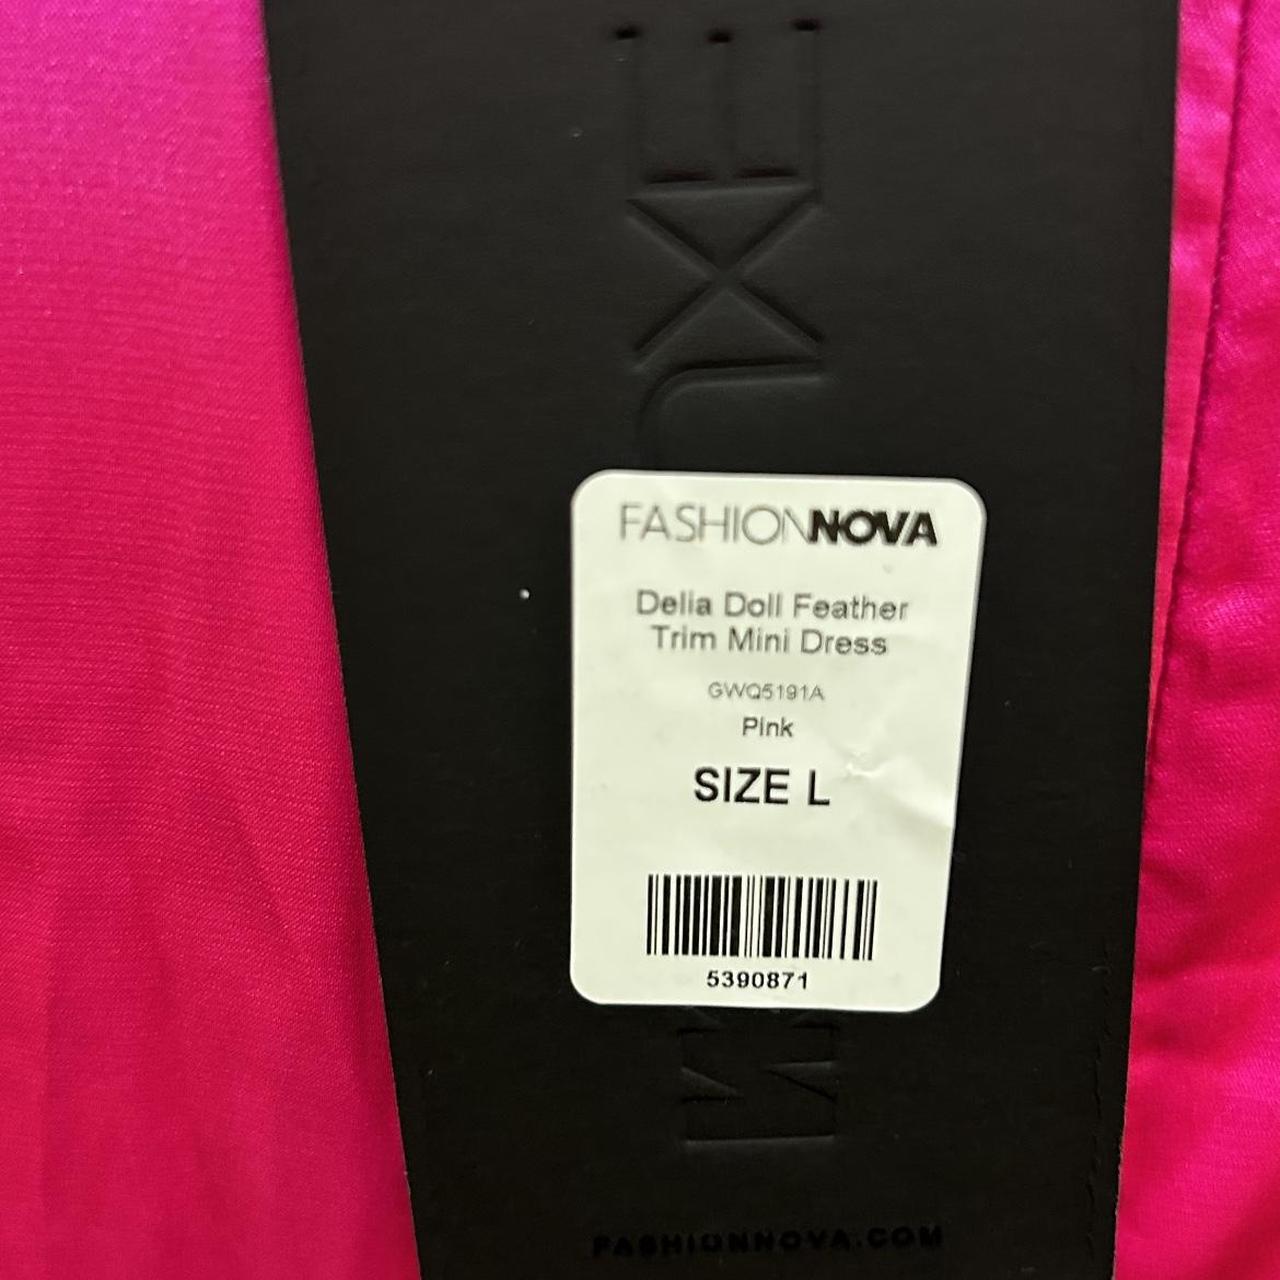 FASHIONNOVA
Delia Doll Feather
Trim Mini Dress
GWQ5191A
Pink
SIZE L
5390871
FASHIONNOVA.COM